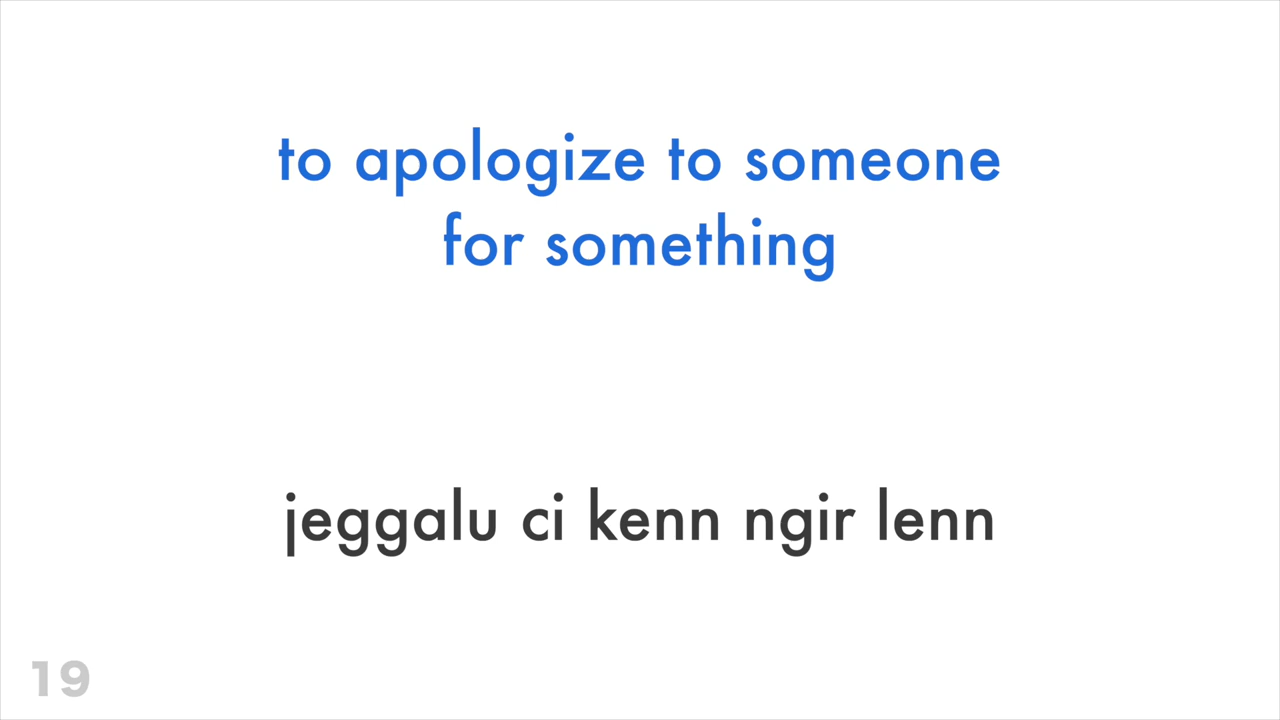 to apologize to someone
for something
jeggalu ci kenn ngir lenn
19